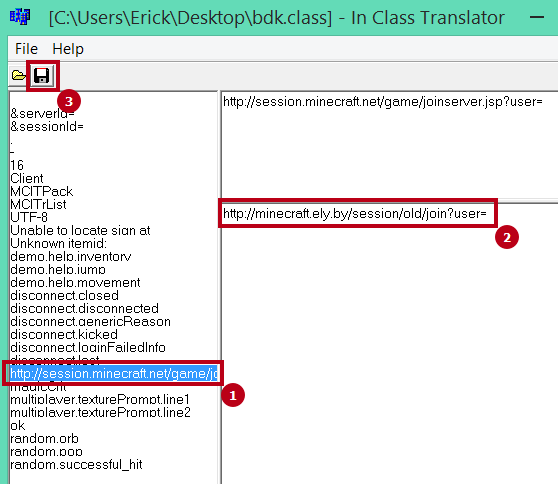 [C:\Users\Erick\Desktop\bdk.class] - In Class Translator
File Help
3
&serverId=
&sessionId=
.
-
16
Client
MC|TPack
MC|TrList
UTF-8
Unable to locate sign at
Unknown itemid:
demo.help.inventory
demo.help.jump
demo.help.movement
disconnect.closed
disconnect.disconnected
disconnect.genericReason
disconnect.kicked
disconnect.loginFailedInfo
disconnect.lost
http://session.minecraft.net/game/jo
magicCrit
multiplayer.texturePrompt.line1
multiplayer.texturePrompt.line2
ok
random.orb
random.pop
random.successful_hit
1
http://session.minecraft.net/game/joinserver.jsp?user=
http://minecraft.ely.by/session/old/join?user=
2